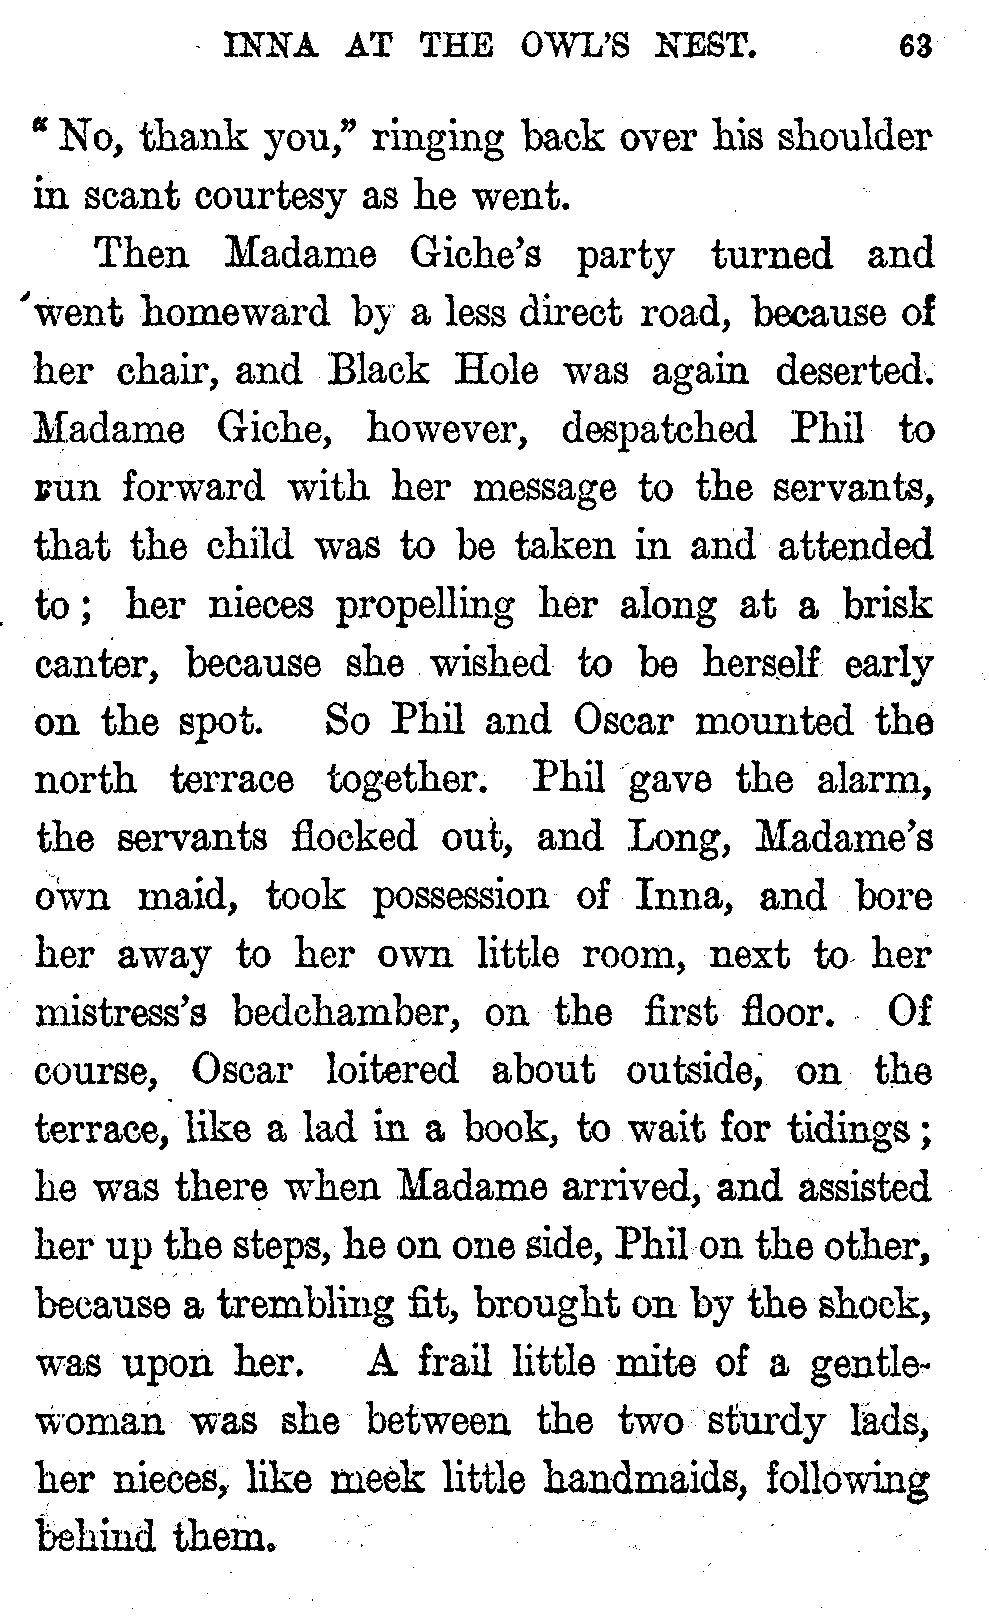 INNA AT THE OWL'S NEST. 63
"No, thank you," ringing back over his shoulder
in scant courtesy as he went.
Then Madame Giche's party turned and
went homeward by a less direct road, because of
her chair, and Black Hole was again deserted.
Madame Giche, however, despatched Phil to
run forward with her message to the servants,
that the child was to be taken in and attended
to; her nieces propelling her along at a brisk
canter, because she wished to be herself early
on the spot. So Phil and Oscar mounted the
north terrace together. Phil gave the alarm,
the servants flocked out, and Long, Madame's
own maid, took possession of Inna, and bore
her away to her own little room, next to her
mistress's bedchamber, on the first floor. Of
course, Oscar loitered about outside, on the
terrace, like a lad in a book, to wait for tidings;
he was there when Madame arrived, and assisted
her up the steps, he on one side, Phil on the other,
because a trembling fit, brought on by the shock,
was upon her. A frail little mite of a gentle-
woman was she between the two sturdy lads,
her nieces, like meek little handmaids, following
behind them.